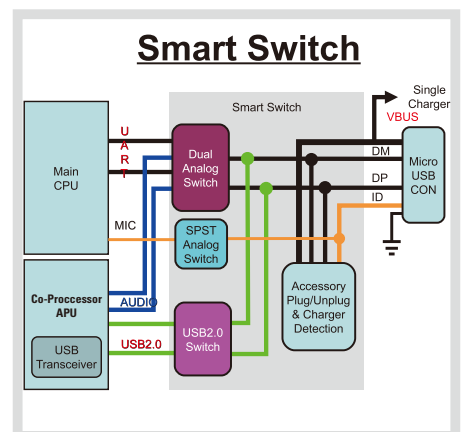 Smart Switch
Single
Charger
VBUS
Smart Switch
UART
Main
CPU
Dual
Analog
Switch
DM
DP
ID
Micro
USB
CON
MIC
SPST
Analog
Switch
Co-Proccessor
APU
AUDIO
Accessory
Plug/Unplug
& Charger
Detection
USB2.0
Switch
USB2.0
USB
Transceiver